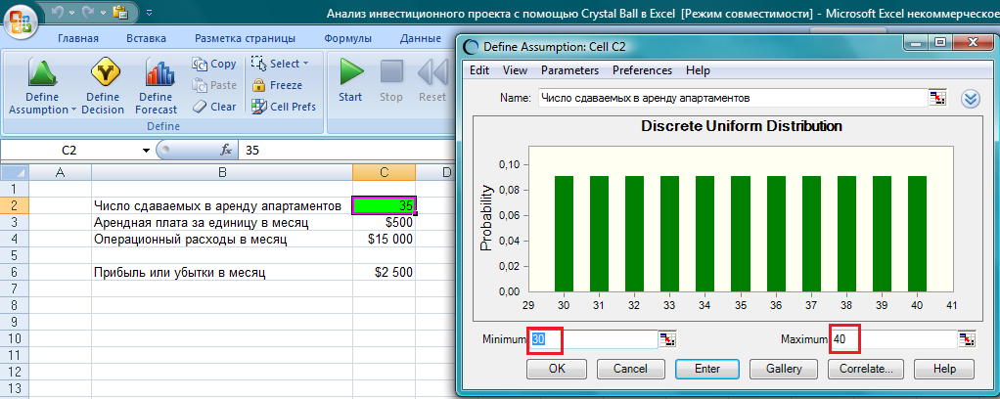 Анализ инвестиционного проекта с помощью Crystal Ball в Excel [Режим совместимости] - Microsoft Excel некоммерческое
Главная Вставка Разметка страницы Формулы Данные
Define Assumption Define Decision Define Forecast Copy Paste Clear Select Freeze Cell Prefs Start Stop Reset
Define
C2 fx 35
A B C D
1
2 Число сдаваемых в аренду апартаментов 35
3 Арендная плата за единицу в месяц $500
4 Операционный расходы в месяц $15 000
5
6 Прибыль или убытки в месяц $2 500
7
8
9
10
11
12
13
Define Assumption: Cell C2
Edit View Parameters Preferences Help
Name: Число сдаваемых в аренду апартаментов
Discrete Uniform Distribution
Probability
0,10
0,08
0,06
0,04
0,02
0,00
29 30 31 32 33 34 35 36 37 38 39 40 41
Minimum 30 Maximum 40
OK Cancel Enter Gallery Correlate... Help